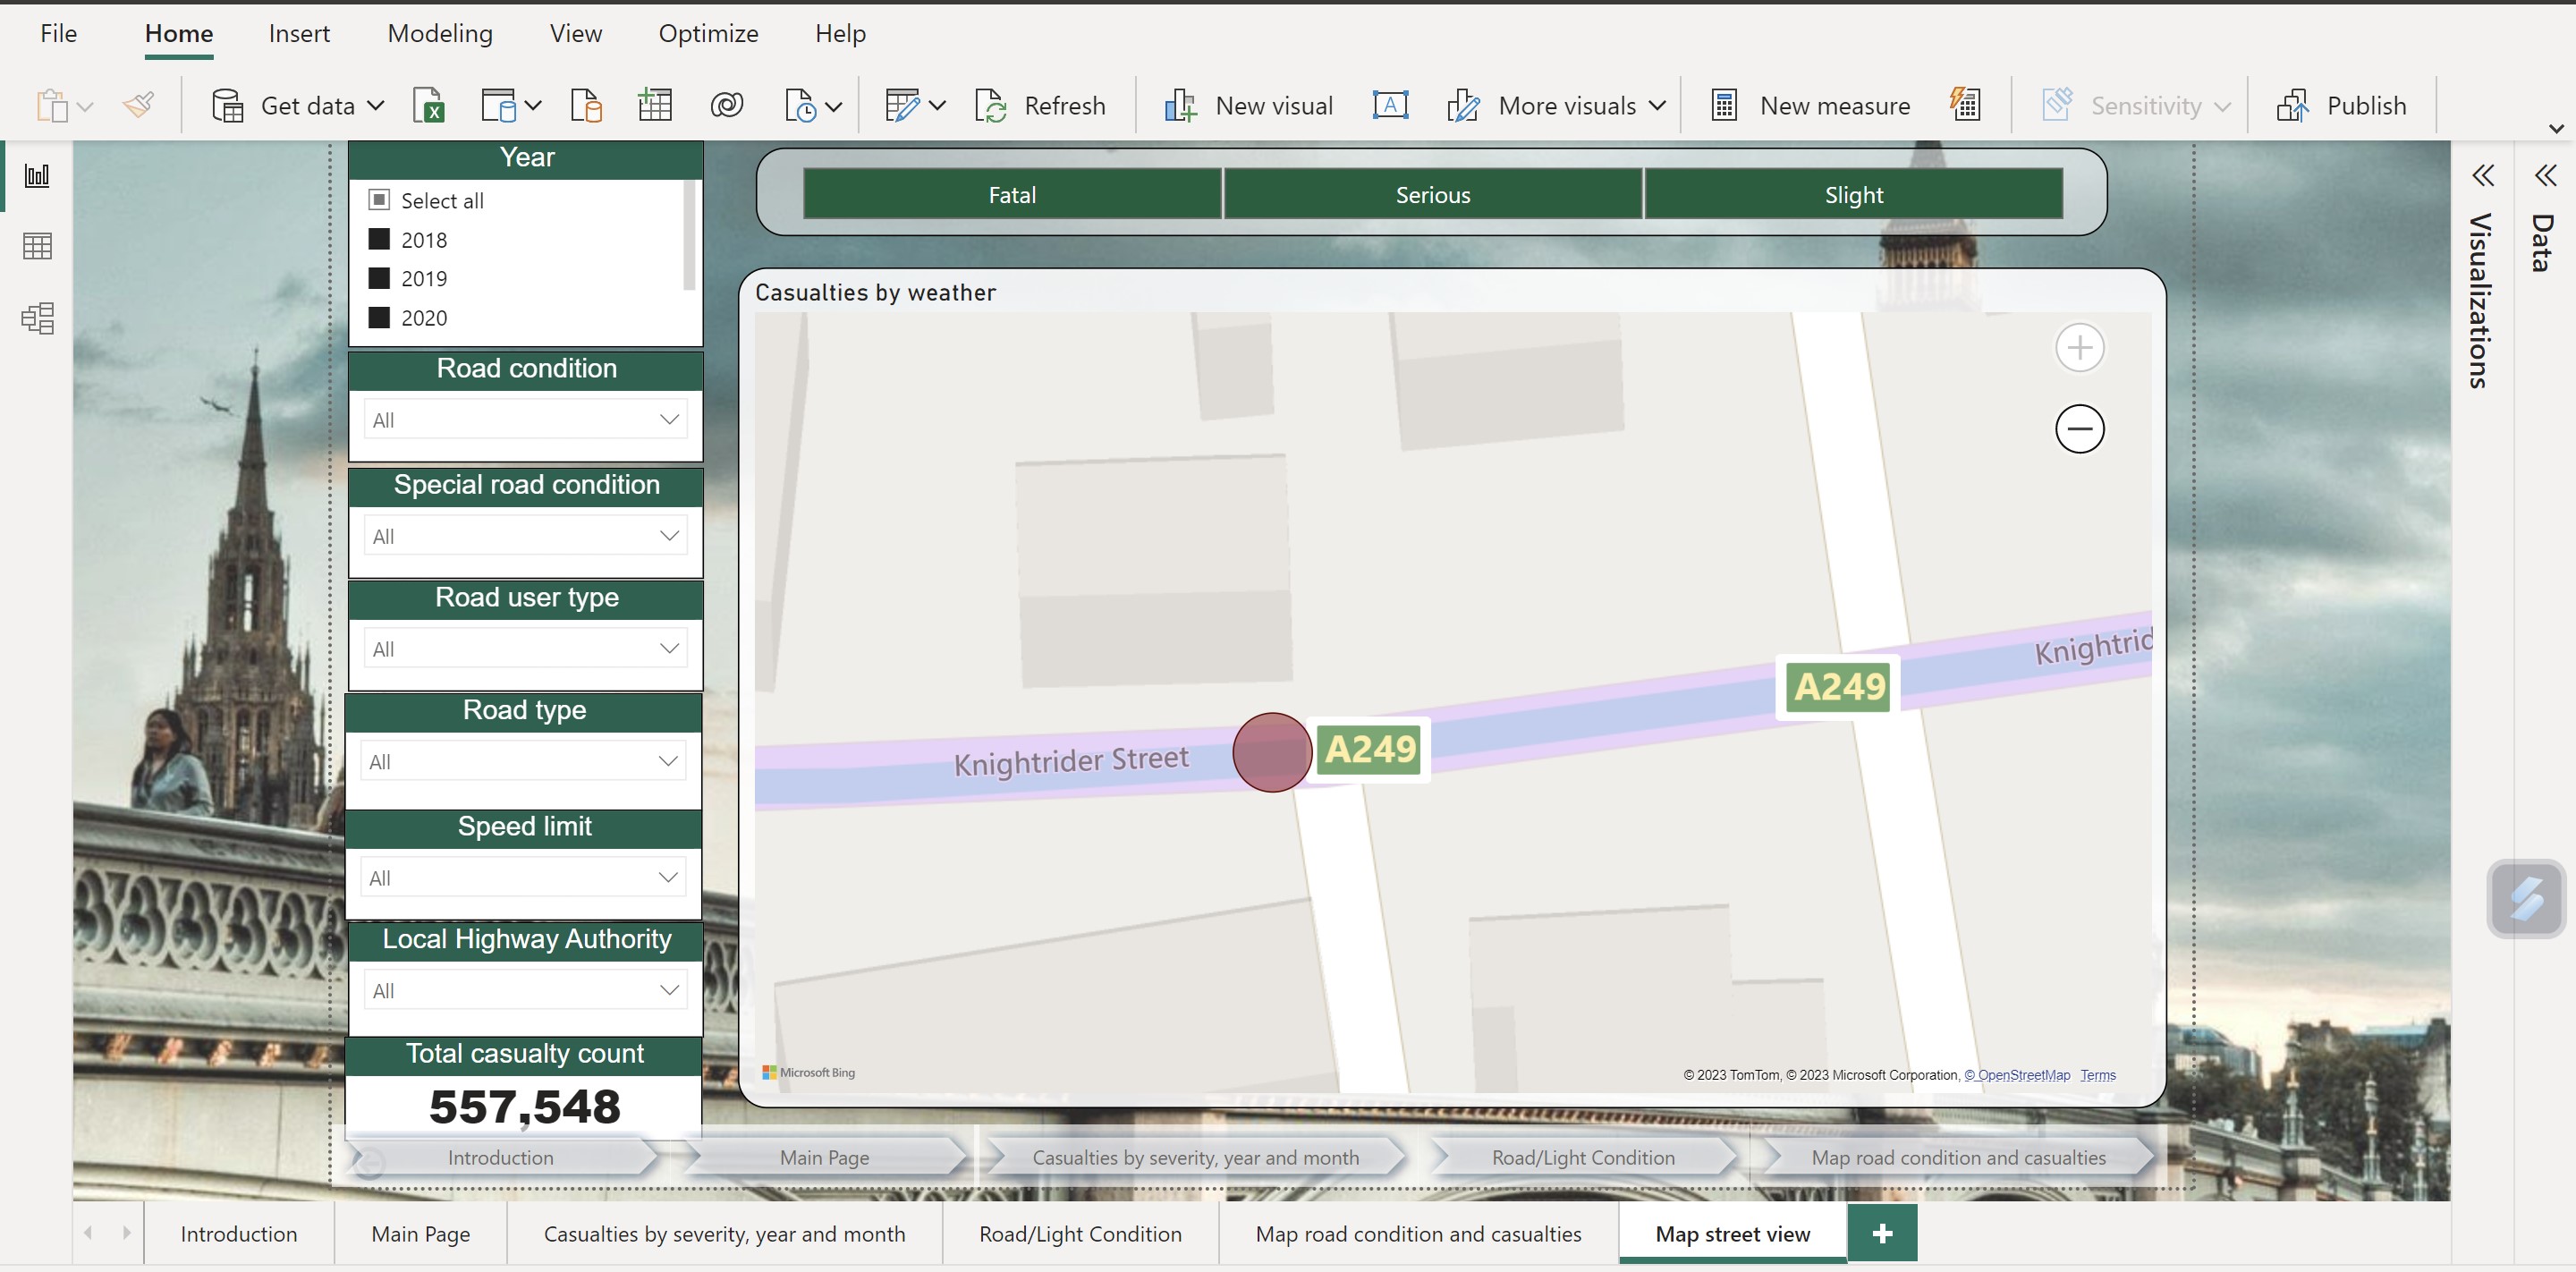 File Home Insert Modeling View Optimize Help
Get data Refresh New visual More visuals New measure Sensitivity Publish
Year
Select all
2018
2019
2020
Road condition
All
Special road condition
All
Road user type
All
Road type
All
Speed limit
All
Local Highway Authority
All
Total casualty count
557,548
Fatal Serious Slight
Casualties by weather
Knightrid
A249
Knightrider Street
A249
Microsoft Bing
© 2023 TomTom, © 2023 Microsoft Corporation, © OpenStreetMap Terms
Visualizations
Data
Introduction Main Page Casualties by severity, year and month Road/Light Condition Map road condition and casualties
Introduction Main Page Casualties by severity, year and month Road/Light Condition Map road condition and casualties Map street view